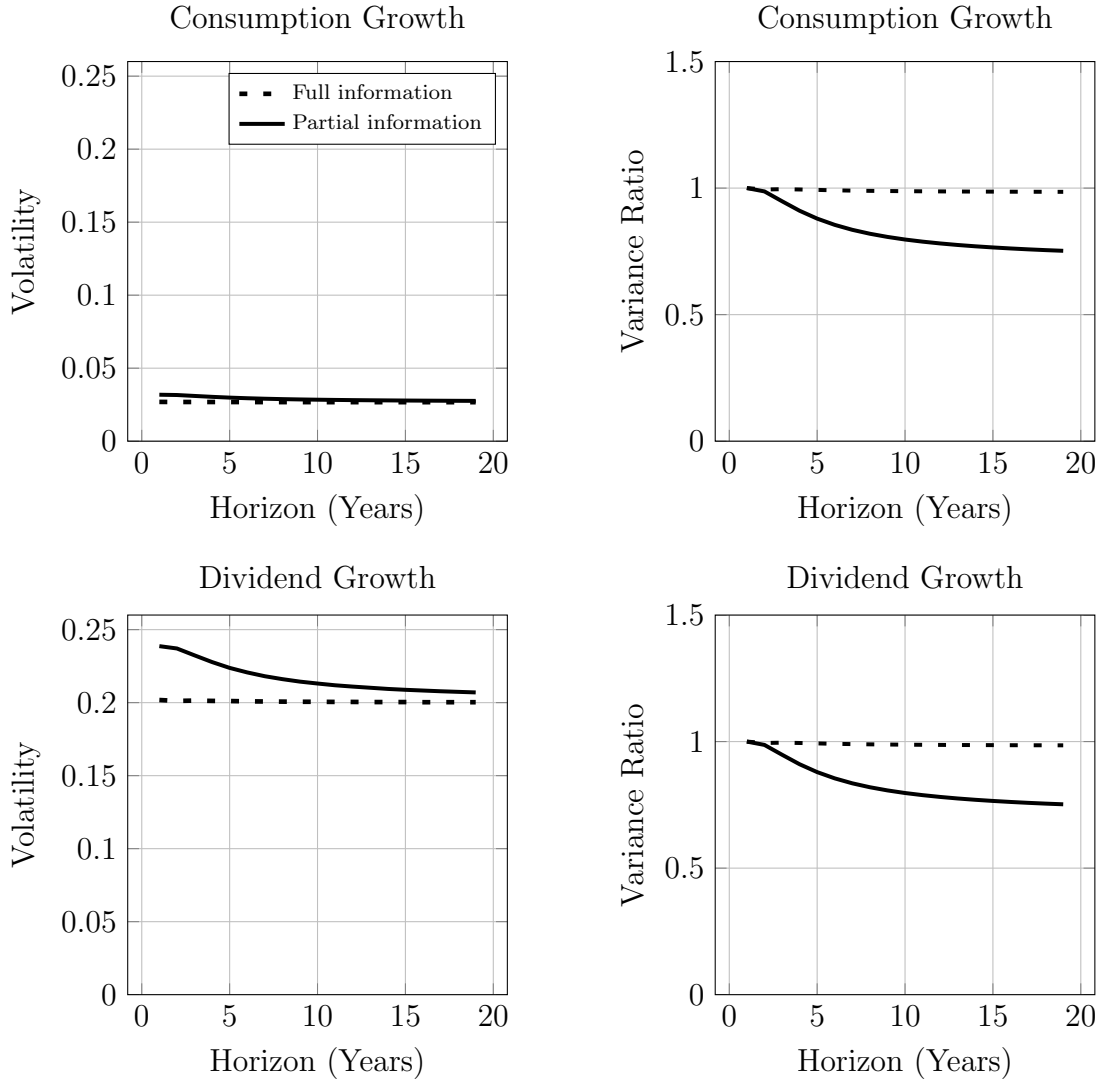 Consumption Growth
0.25
0.2
0.15
0.1
0.05
0
Volatility
Full information
Partial information
0 5 10 15 20
Horizon (Years)
Consumption Growth
1.5
1
0.5
0
Variance Ratio
0 5 10 15 20
Horizon (Years)
Dividend Growth
0.25
0.2
0.15
0.1
0.05
0
Volatility
0 5 10 15 20
Horizon (Years)
Dividend Growth
1.5
1
0.5
0
Variance Ratio
0 5 10 15 20
Horizon (Years)